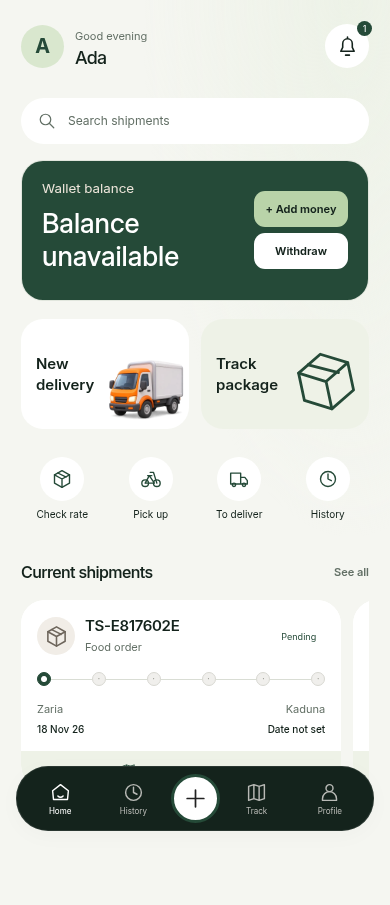 A
Good evening
Ada
1
Search shipments
Wallet balance
Balance
unavailable
+ Add money
Withdraw
New
delivery
Track
package
Check rate
Pick up
To deliver
History
Current shipments
See all
TS-E817602E
Food order
Pending
Zaria
Kaduna
18 Nov 26
Date not set
Home
History
Track
Profile